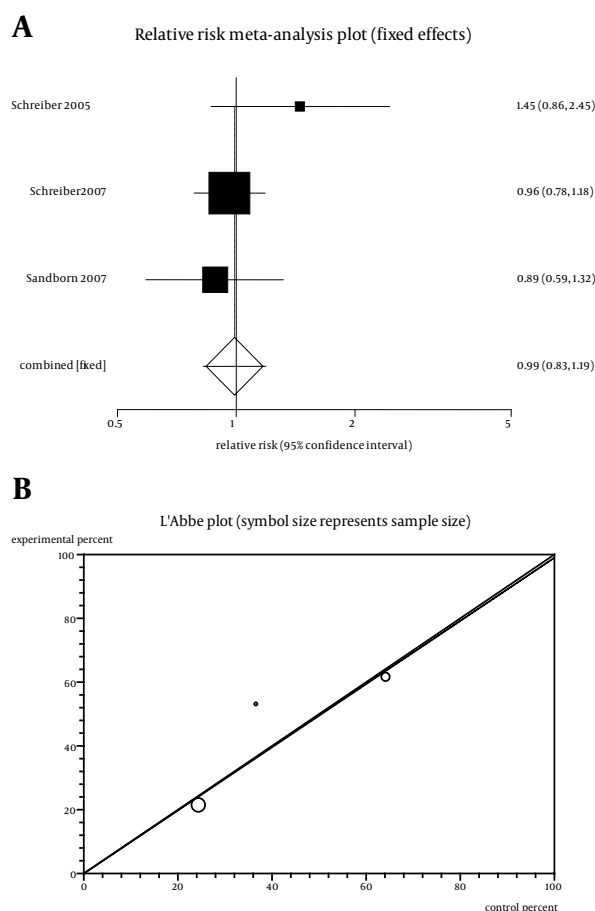 A
Relative risk meta-analysis plot (fixed effects)
Schreiber 2005 1.45 (0.86, 2.45)
Schreiber2007 0.96 (0.78, 1.18)
Sandborn 2007 0.89 (0.59, 1.32)
combined [fixed] 0.99 (0.83, 1.19)
0.5 1 2 5
relative risk (95% confidence interval)
B
L'Abbe plot (symbol size represents sample size)
experimental percent
100
80
60
40
20
0
0 20 40 60 80 100
control percent